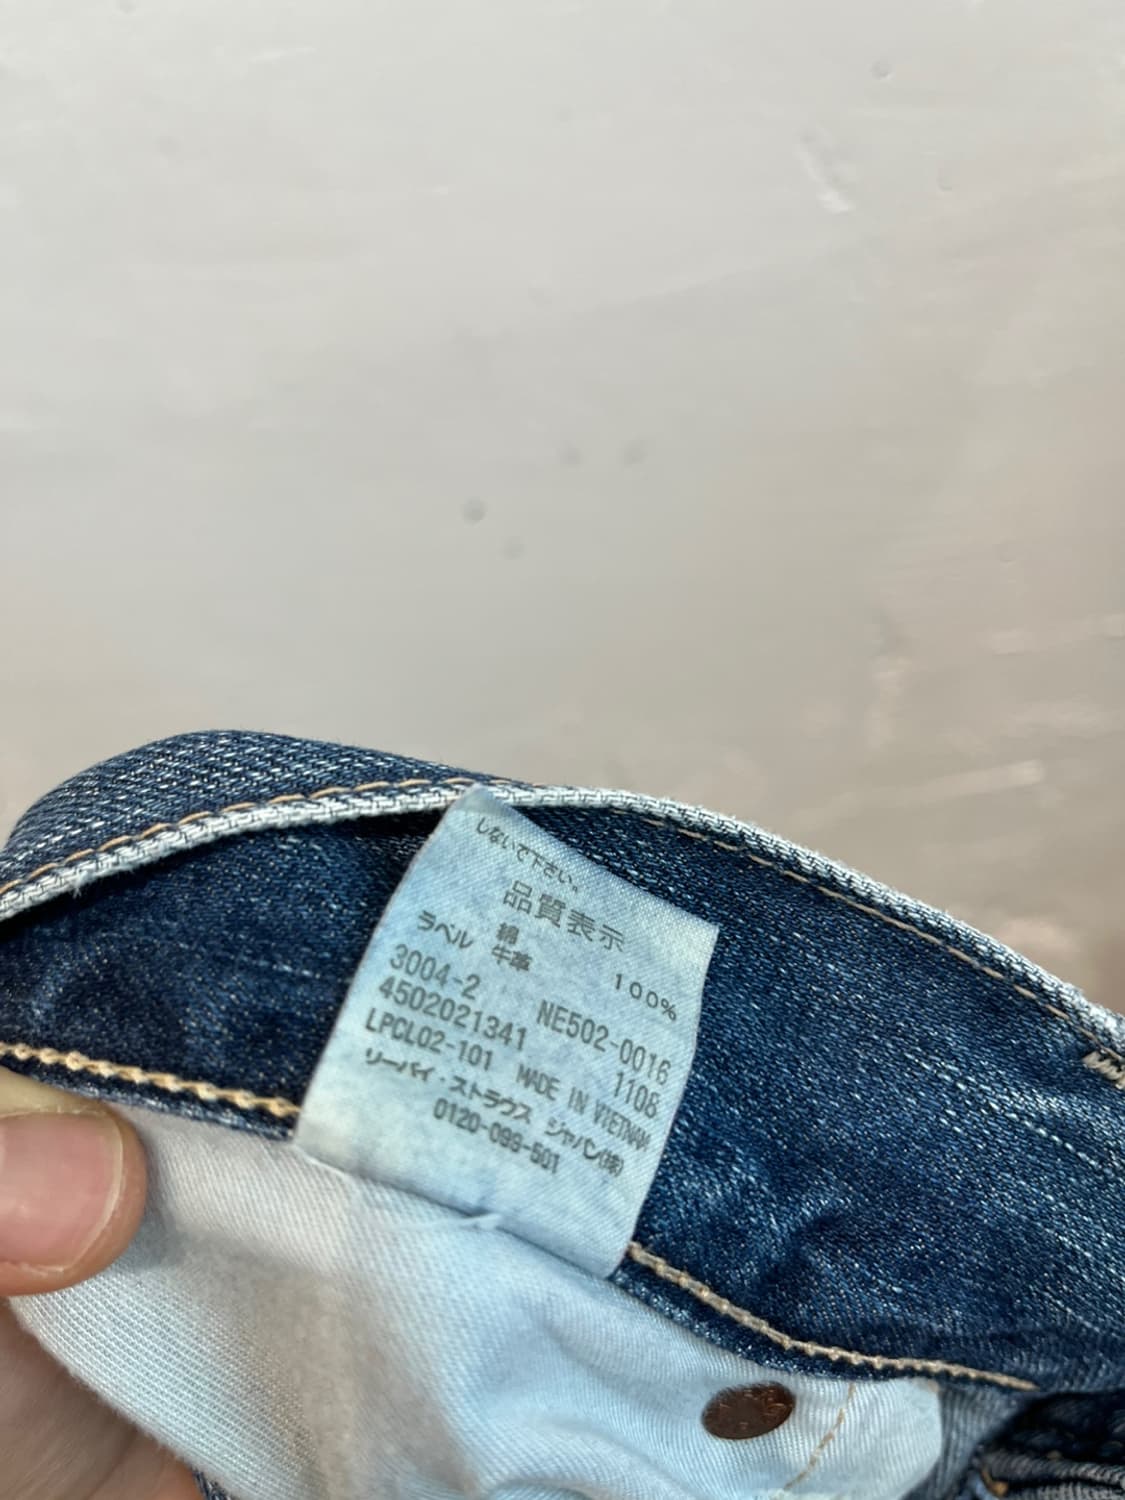 しないで下さい。
品質表示
綿 100%
ラベル 牛革
3004-2 NE502-0016
4502021341 1108
LPCL02-101 MADE IN VIETNAM
リーバイ・ストラウス ジャパン(株)
0120-099-501